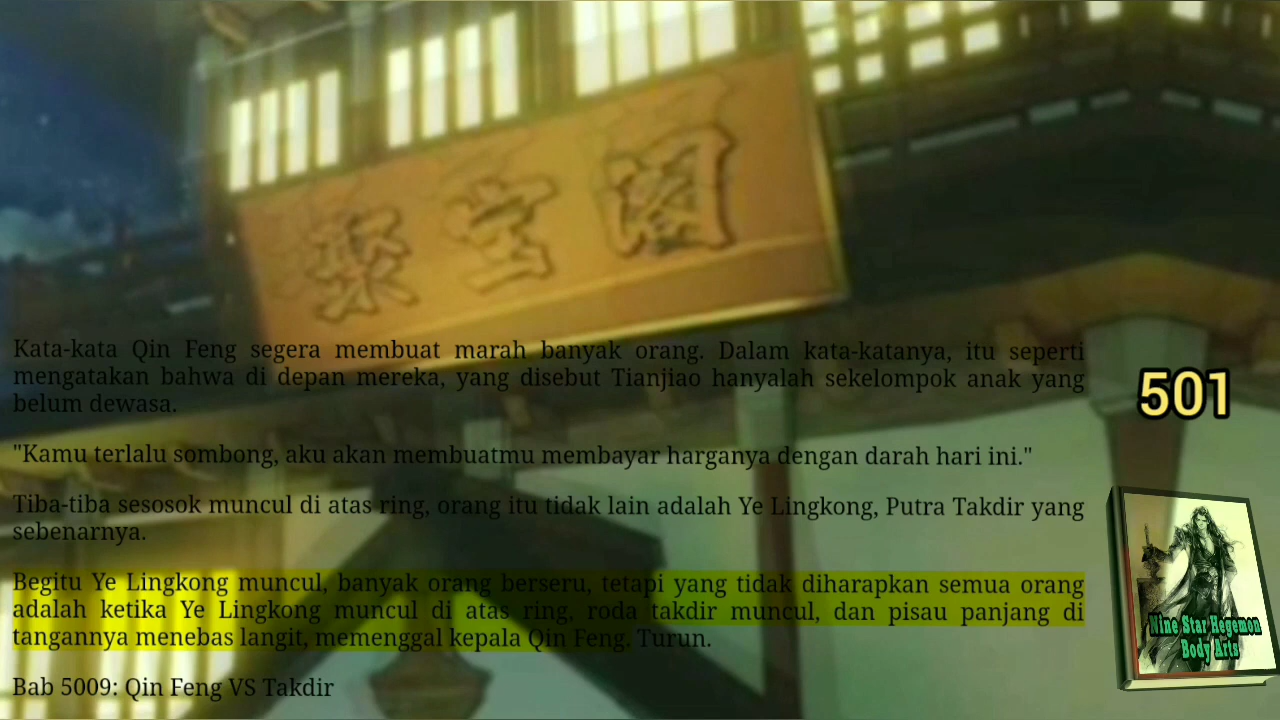 聚宝阁
Kata-kata Qin Feng segera membuat marah banyak orang. Dalam kata-katanya, itu seperti
mengatakan bahwa di depan mereka, yang disebut Tianjiao hanyalah sekelompok anak yang
belum dewasa.
"Kamu terlalu sombong, aku akan membuatmu membayar harganya dengan darah hari ini."
Tiba-tiba sesosok muncul di atas ring, orang itu tidak lain adalah Ye Lingkong, Putra Takdir yang
sebenarnya.
Begitu Ye Lingkong muncul, banyak orang berseru, tetapi yang tidak diharapkan semua orang
adalah ketika Ye Lingkong muncul di atas ring, roda takdir muncul, dan pisau panjang di
tangannya menebas langit, memenggal kepala Qin Feng. Turun.
Bab 5009: Qin Feng VS Takdir
501
Nine Star Hegemon
Body Arts